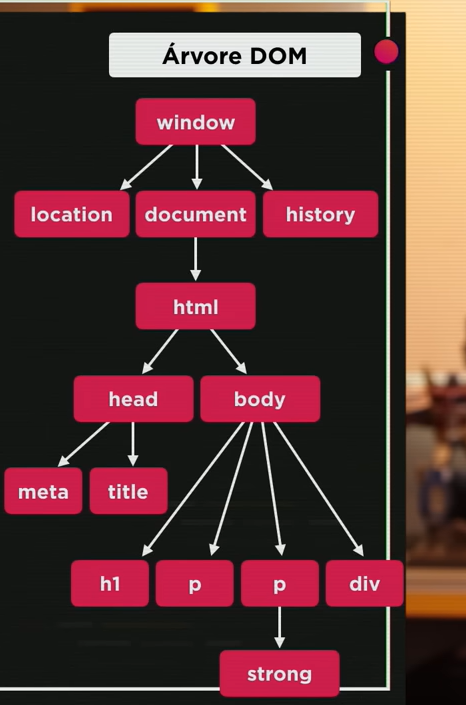 Árvore DOM
window
location document history
html
head body
meta title
h1 p p div
strong